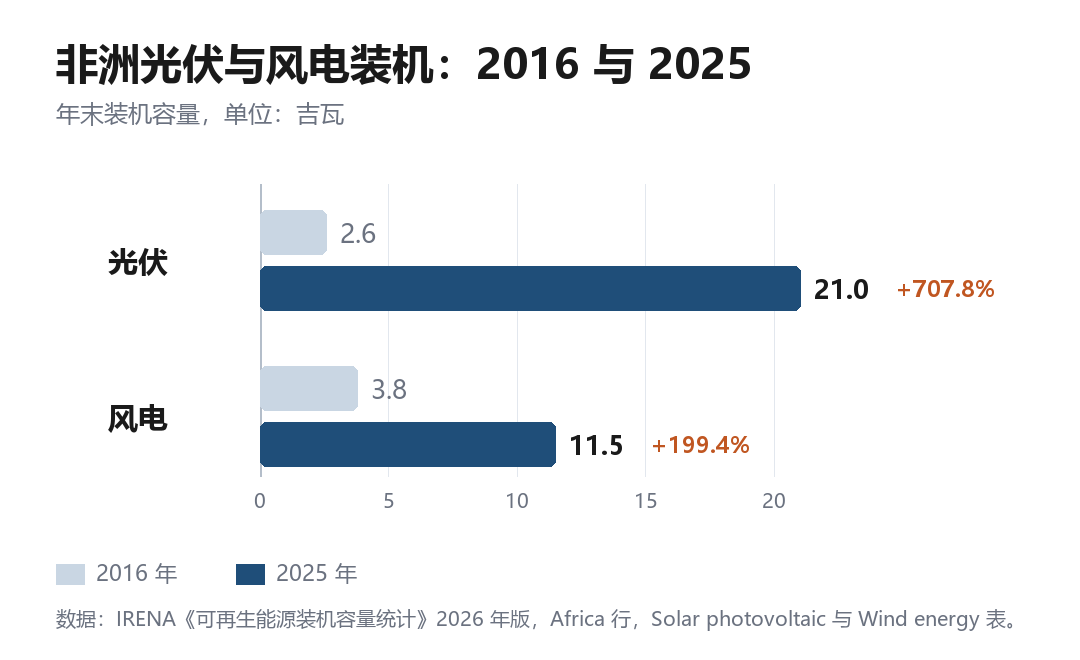 非洲光伏与风电装机：2016 与 2025
年末装机容量，单位：吉瓦
光伏
2.6
21.0 +707.8%
风电
3.8
11.5 +199.4%
0 5 10 15 20
2016 年 2025 年
数据：IRENA《可再生能源装机容量统计》2026 年版，Africa 行，Solar photovoltaic 与 Wind energy 表。